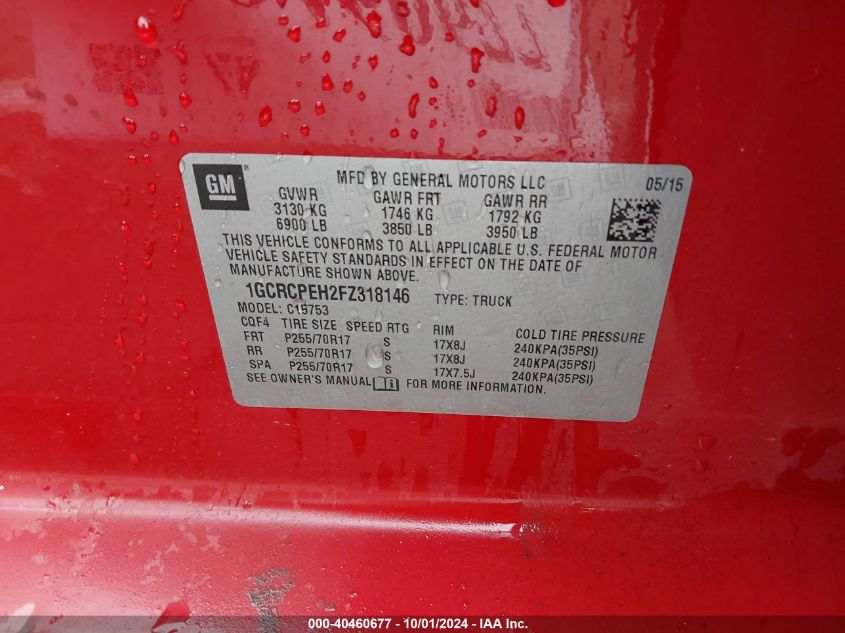 GM ®
MFD BY GENERAL MOTORS LLC 05/15
GVWR GAWR FRT GAWR RR
3130 KG 1746 KG 1792 KG
6900 LB 3850 LB 3950 LB
THIS VEHICLE CONFORMS TO ALL APPLICABLE U.S. FEDERAL MOTOR
VEHICLE SAFETY STANDARDS IN EFFECT ON THE DATE OF
MANUFACTURE SHOWN ABOVE.
1GCRCPEH2FZ318146 TYPE: TRUCK
MODEL: C15753
CQF4 TIRE SIZE SPEED RTG RIM COLD TIRE PRESSURE
FRT P255/70R17 S 17X8J 240KPA(35PSI)
RR P255/70R17 S 17X8J 240KPA(35PSI)
SPA P255/70R17 S 17X7.5J 240KPA(35PSI)
SEE OWNER'S MANUAL FOR MORE INFORMATION.
000-40460677 - 10/01/2024 - IAA Inc.